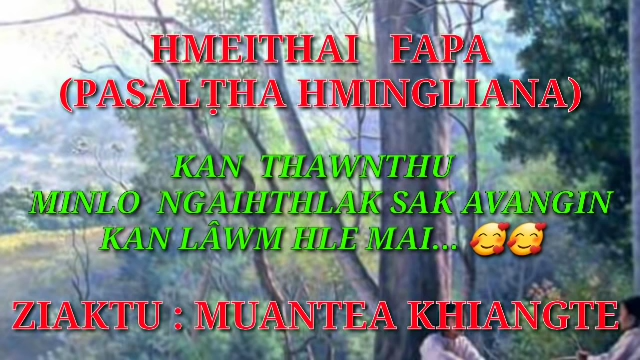 HMEITHAI FAPA
(PASALṬHA HMINGLIANA)
KAN THAWNTHU
MINLO NGAIHTHLAK SAK AVANGIN
KAN LÂWM HLE MAI... 🥰🥰
ZIAKTU : MUANTEA KHIANGTE